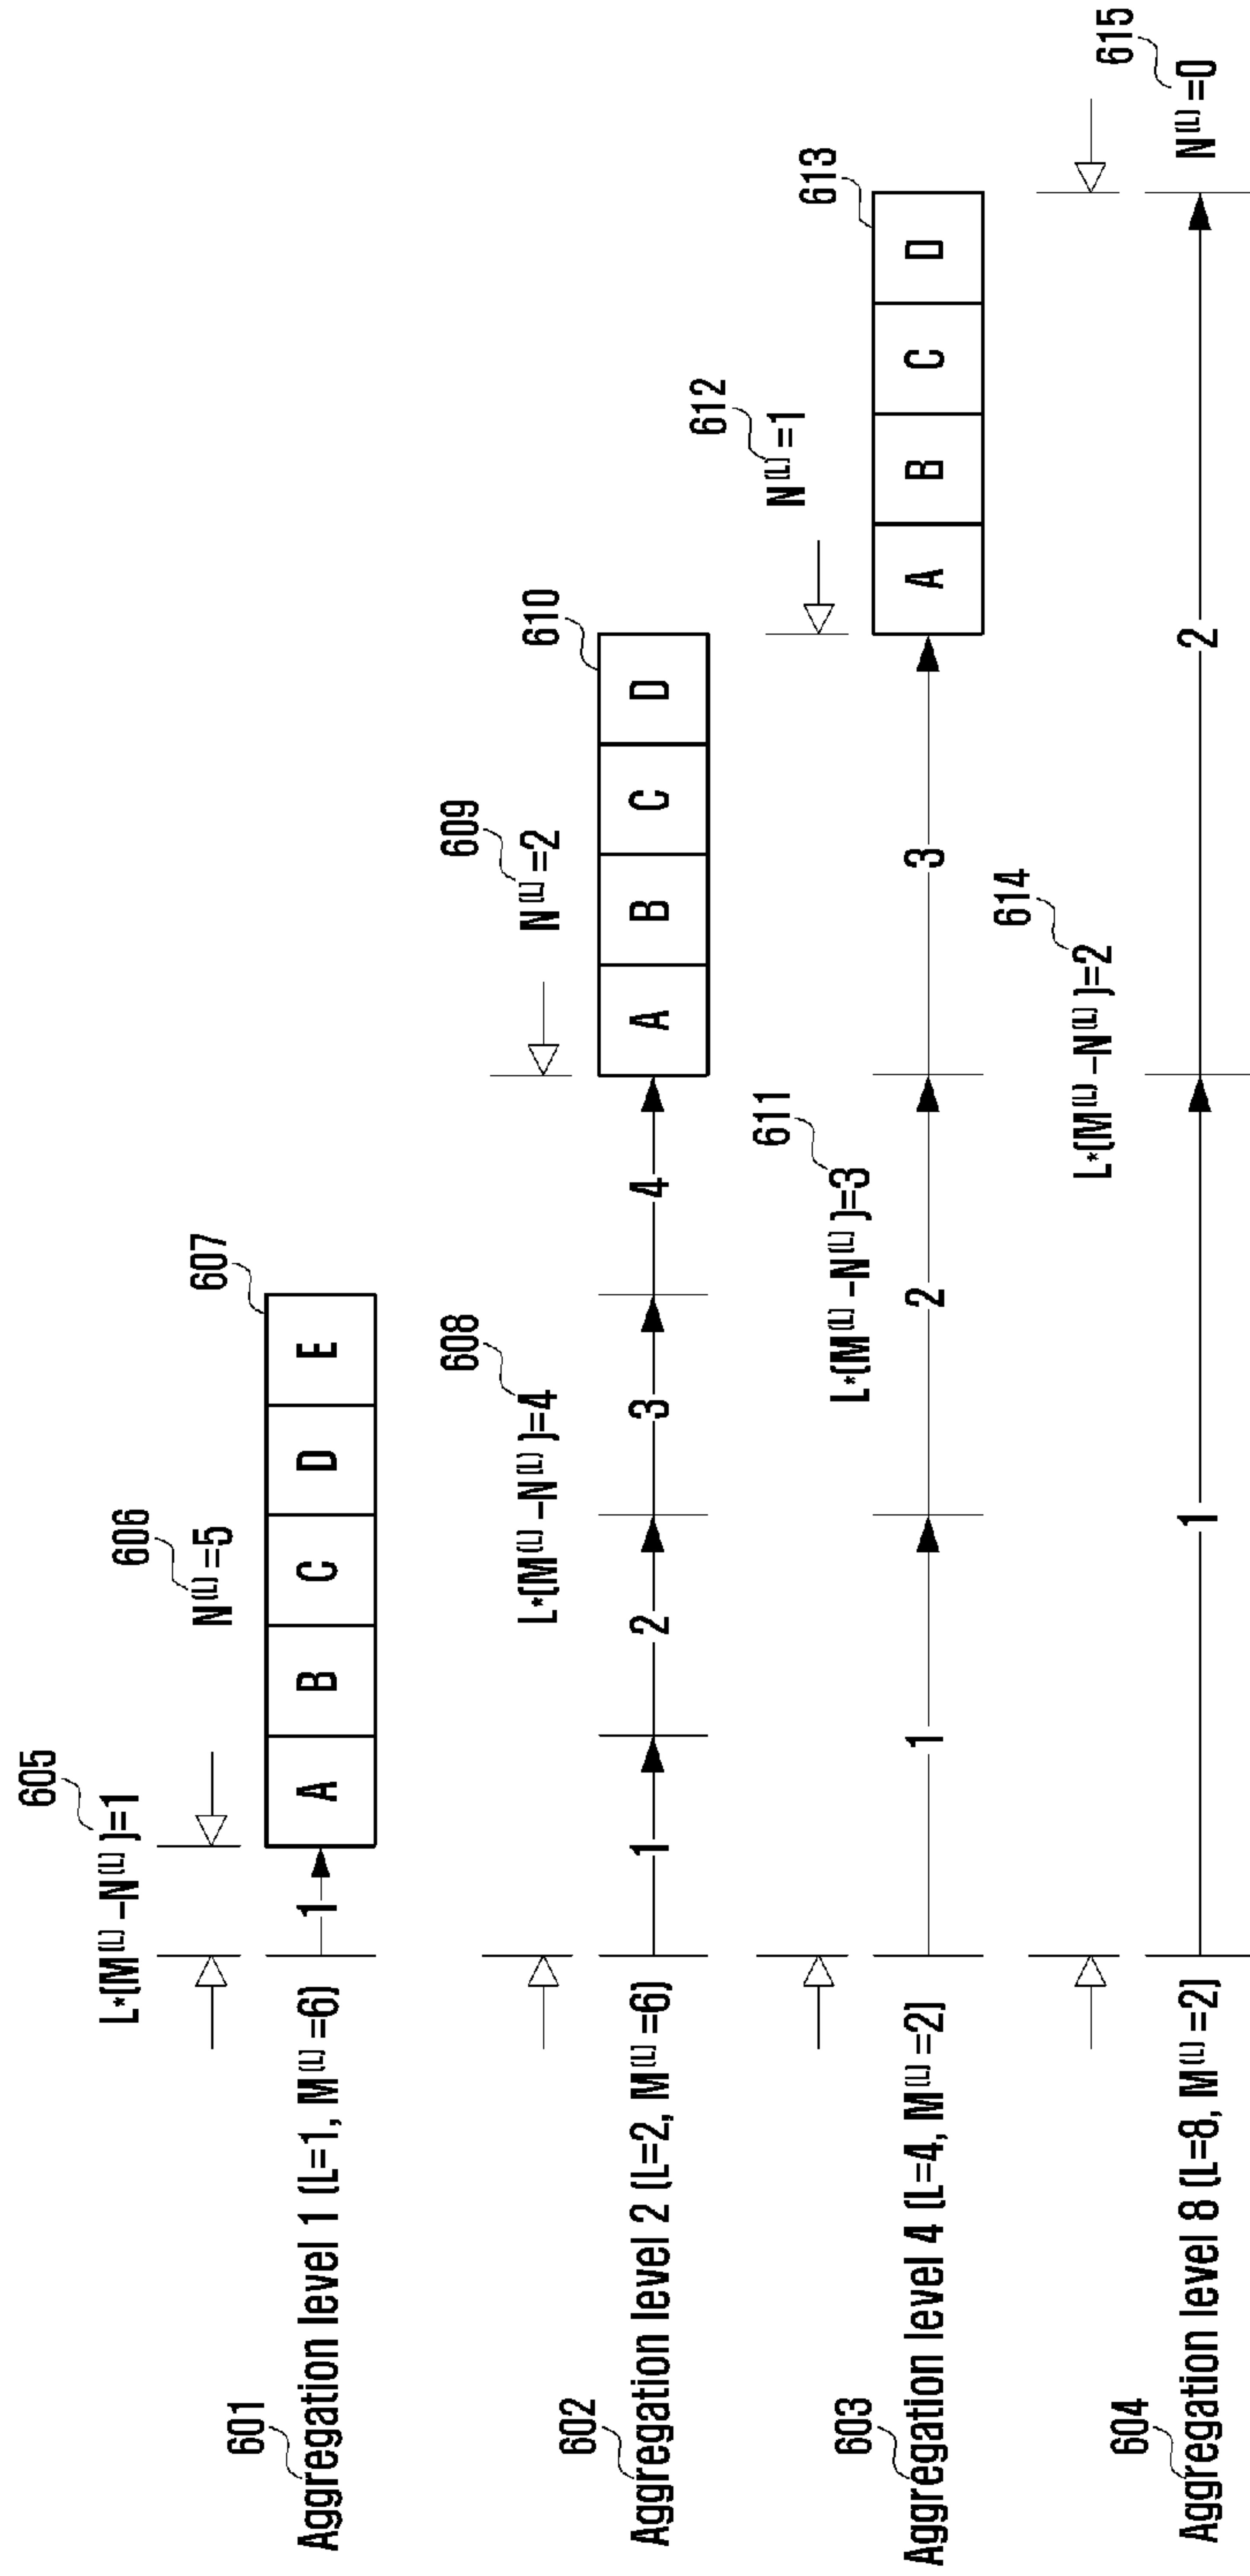 605
L*(M(L) –N(L) )=1
606
N(L) =5
607
601
Aggregation level 1 (L=1, M(L) =6)
1
A B C D E
608
L*(M(L) –N(L) )=4
609
N(L) =2
610
602
Aggregation level 2 (L=2, M(L) =6)
1 2 3 4
A B C D
611
L*(M(L) –N(L) )=3
612
N(L) =1
613
603
Aggregation level 4 (L=4, M(L) =2)
1 2 3
A B C D
614
L*(M(L) –N(L) )=2
615
N(L) =0
604
Aggregation level 8 (L=8, M(L) =2)
1 2